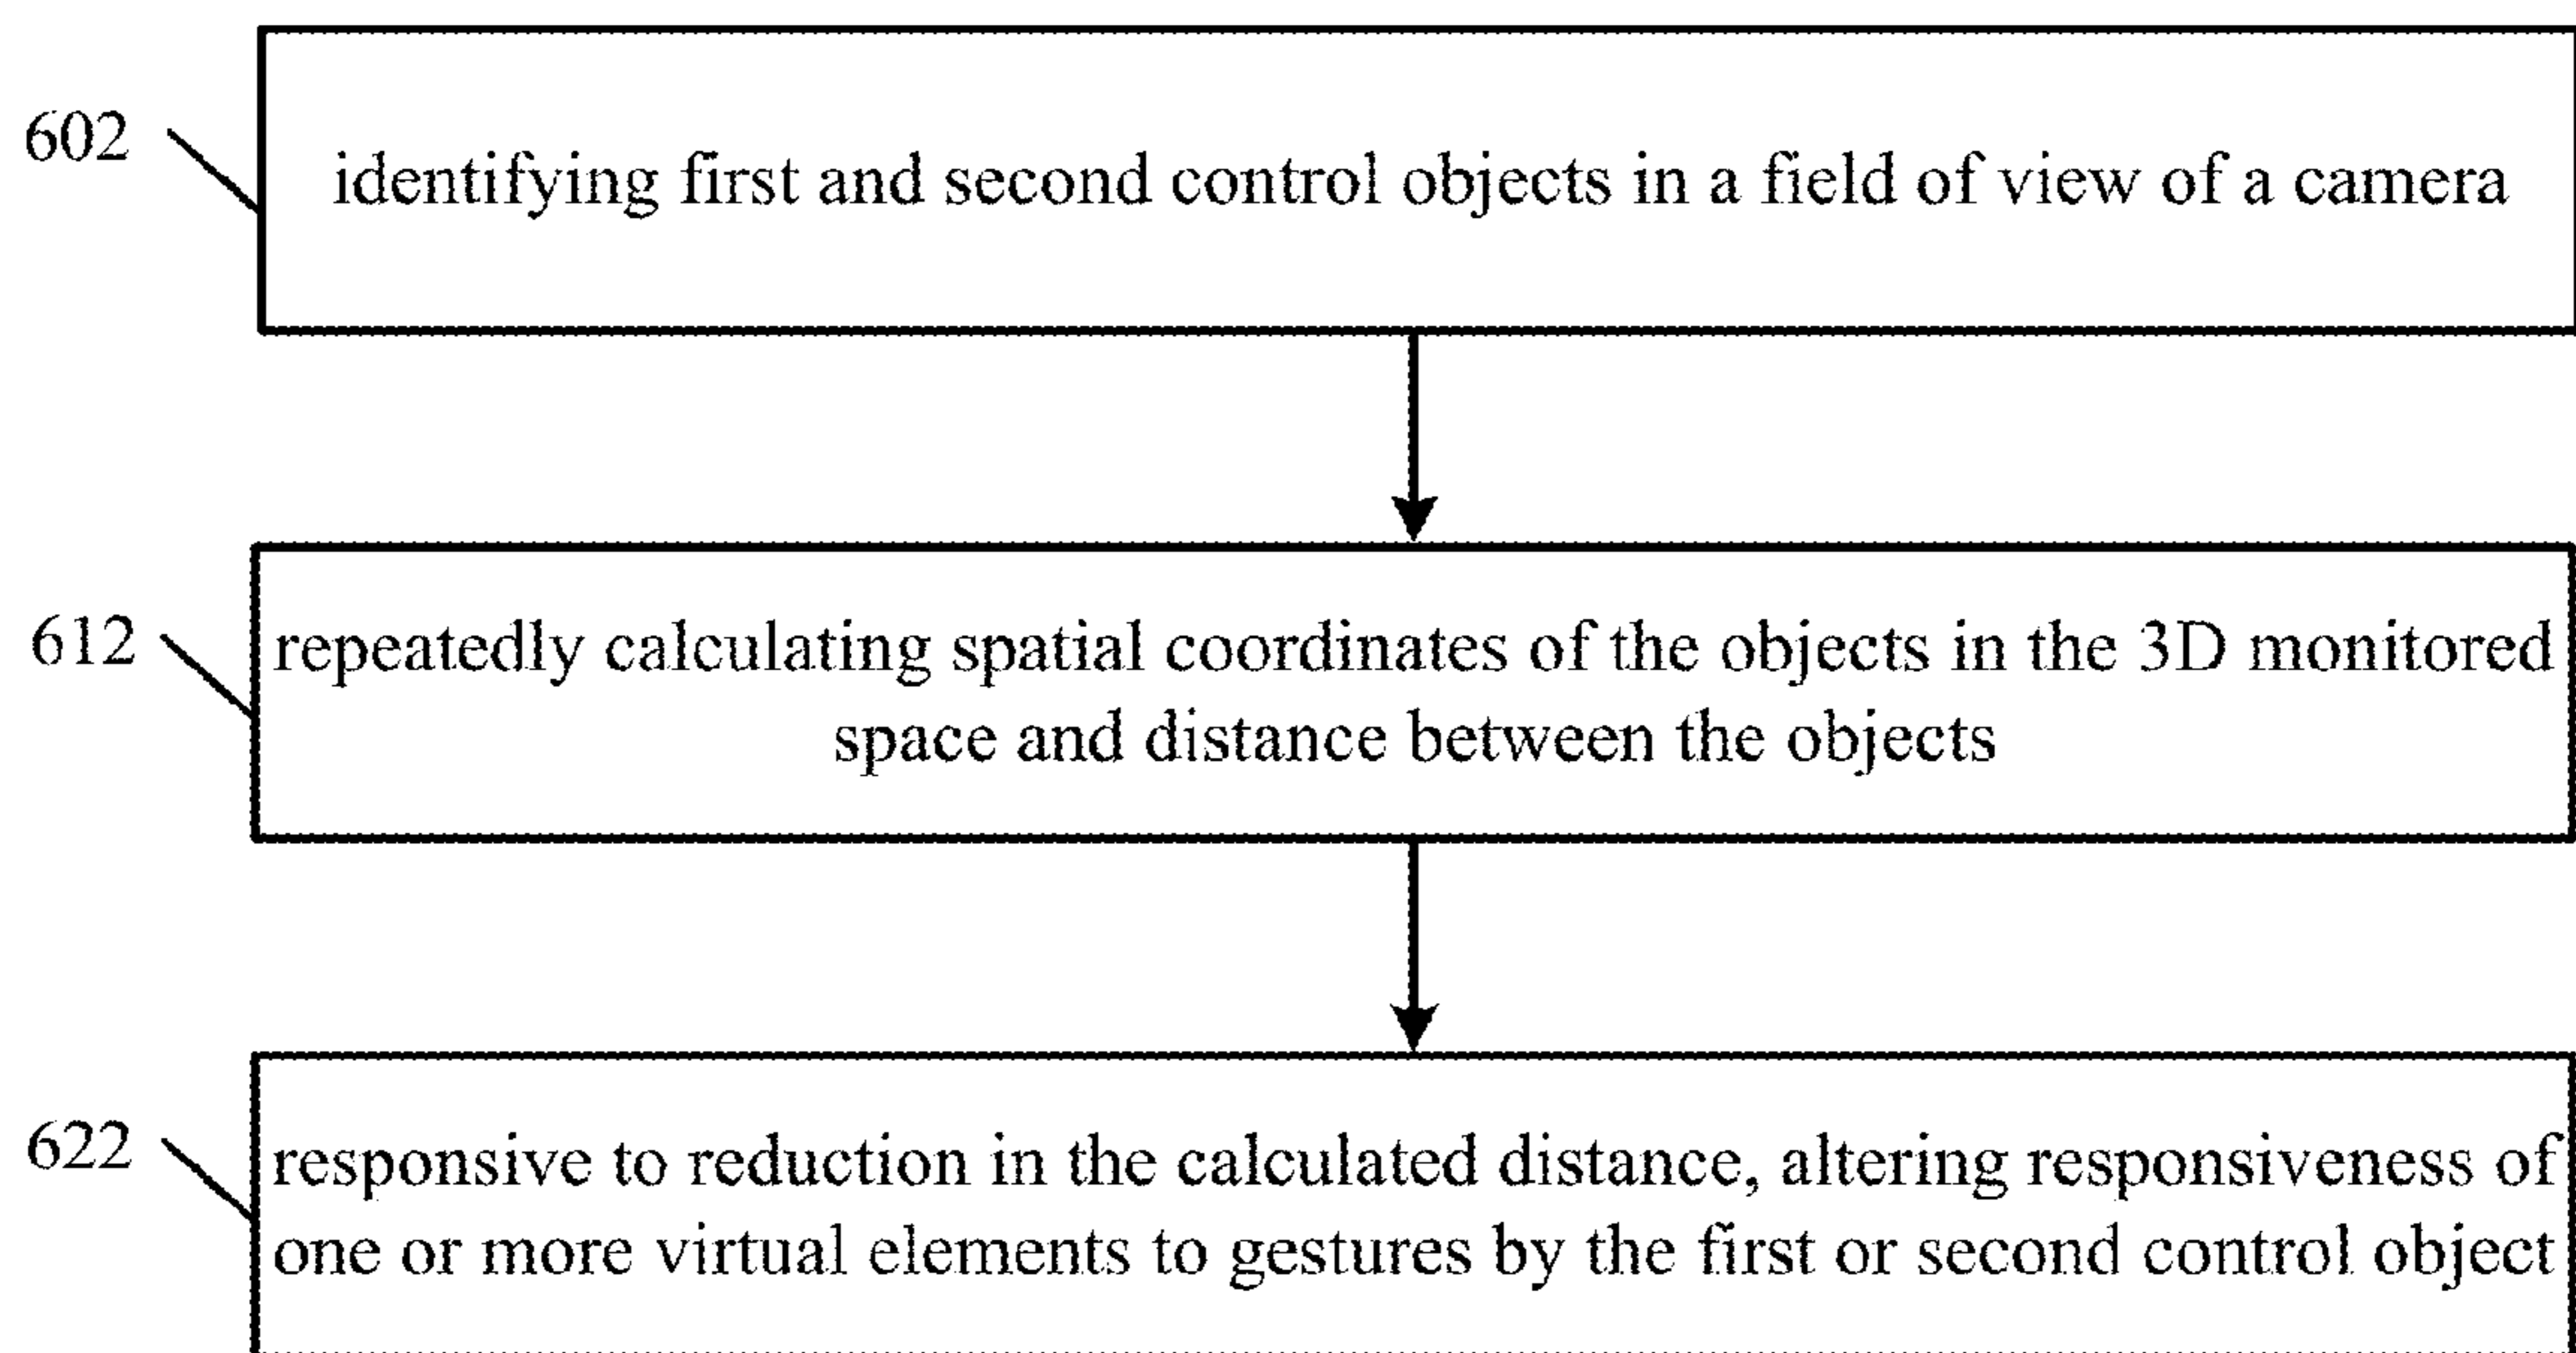 602
identifying first and second control objects in a field of view of a camera
612
repeatedly calculating spatial coordinates of the objects in the 3D monitored
space and distance between the objects
622
responsive to reduction in the calculated distance, altering responsiveness of
one or more virtual elements to gestures by the first or second control object